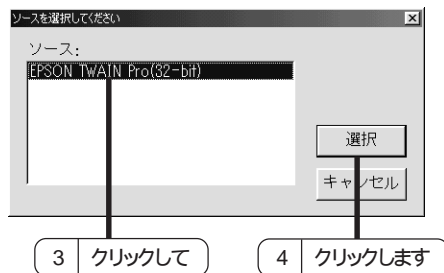 ソースを選択してください
ソース:
EPSON TWAIN Pro(32-bit)
選択
キャンセル
3 クリックして
4 クリックします